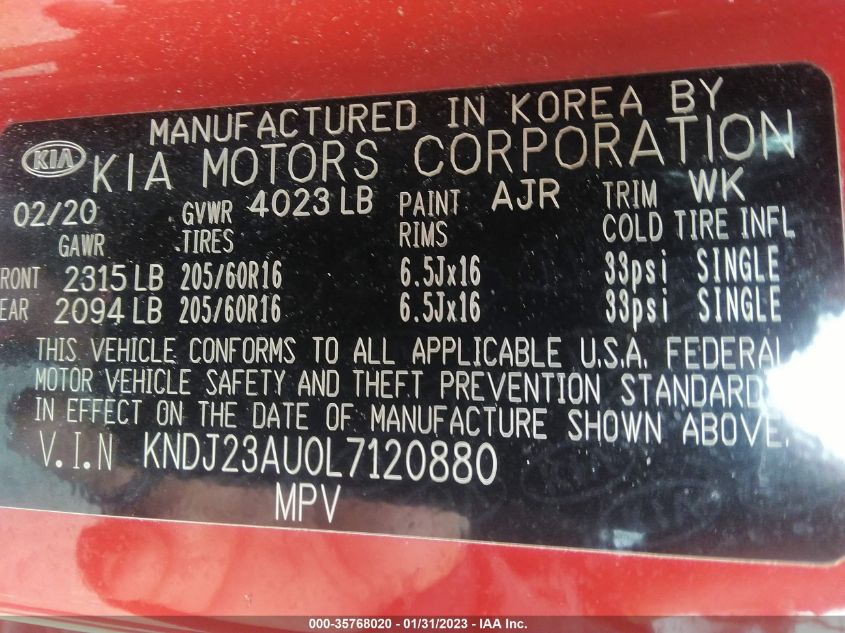 MANUFACTURED IN KOREA BY
KIA KIA MOTORS CORPORATION
02/20 GVWR 4023 LB PAINT AJR TRIM WK
GAWR TIRES RIMS COLD TIRE INFL
RONT 2315 LB 205/60R16 6.5Jx16 33psi SINGLE
EAR 2094 LB 205/60R16 6.5Jx16 33psi SINGLE
THIS VEHICLE CONFORMS TO ALL APPLICABLE U.S.A. FEDERAL
MOTOR VEHICLE SAFETY AND THEFT PREVENTION STANDARDS
IN EFFECT ON THE DATE OF MANUFACTURE SHOWN ABOVE.
V.I.N KNDJ23AU0L7120880
MPV
000-35768020 - 01/31/2023 - IAA Inc.